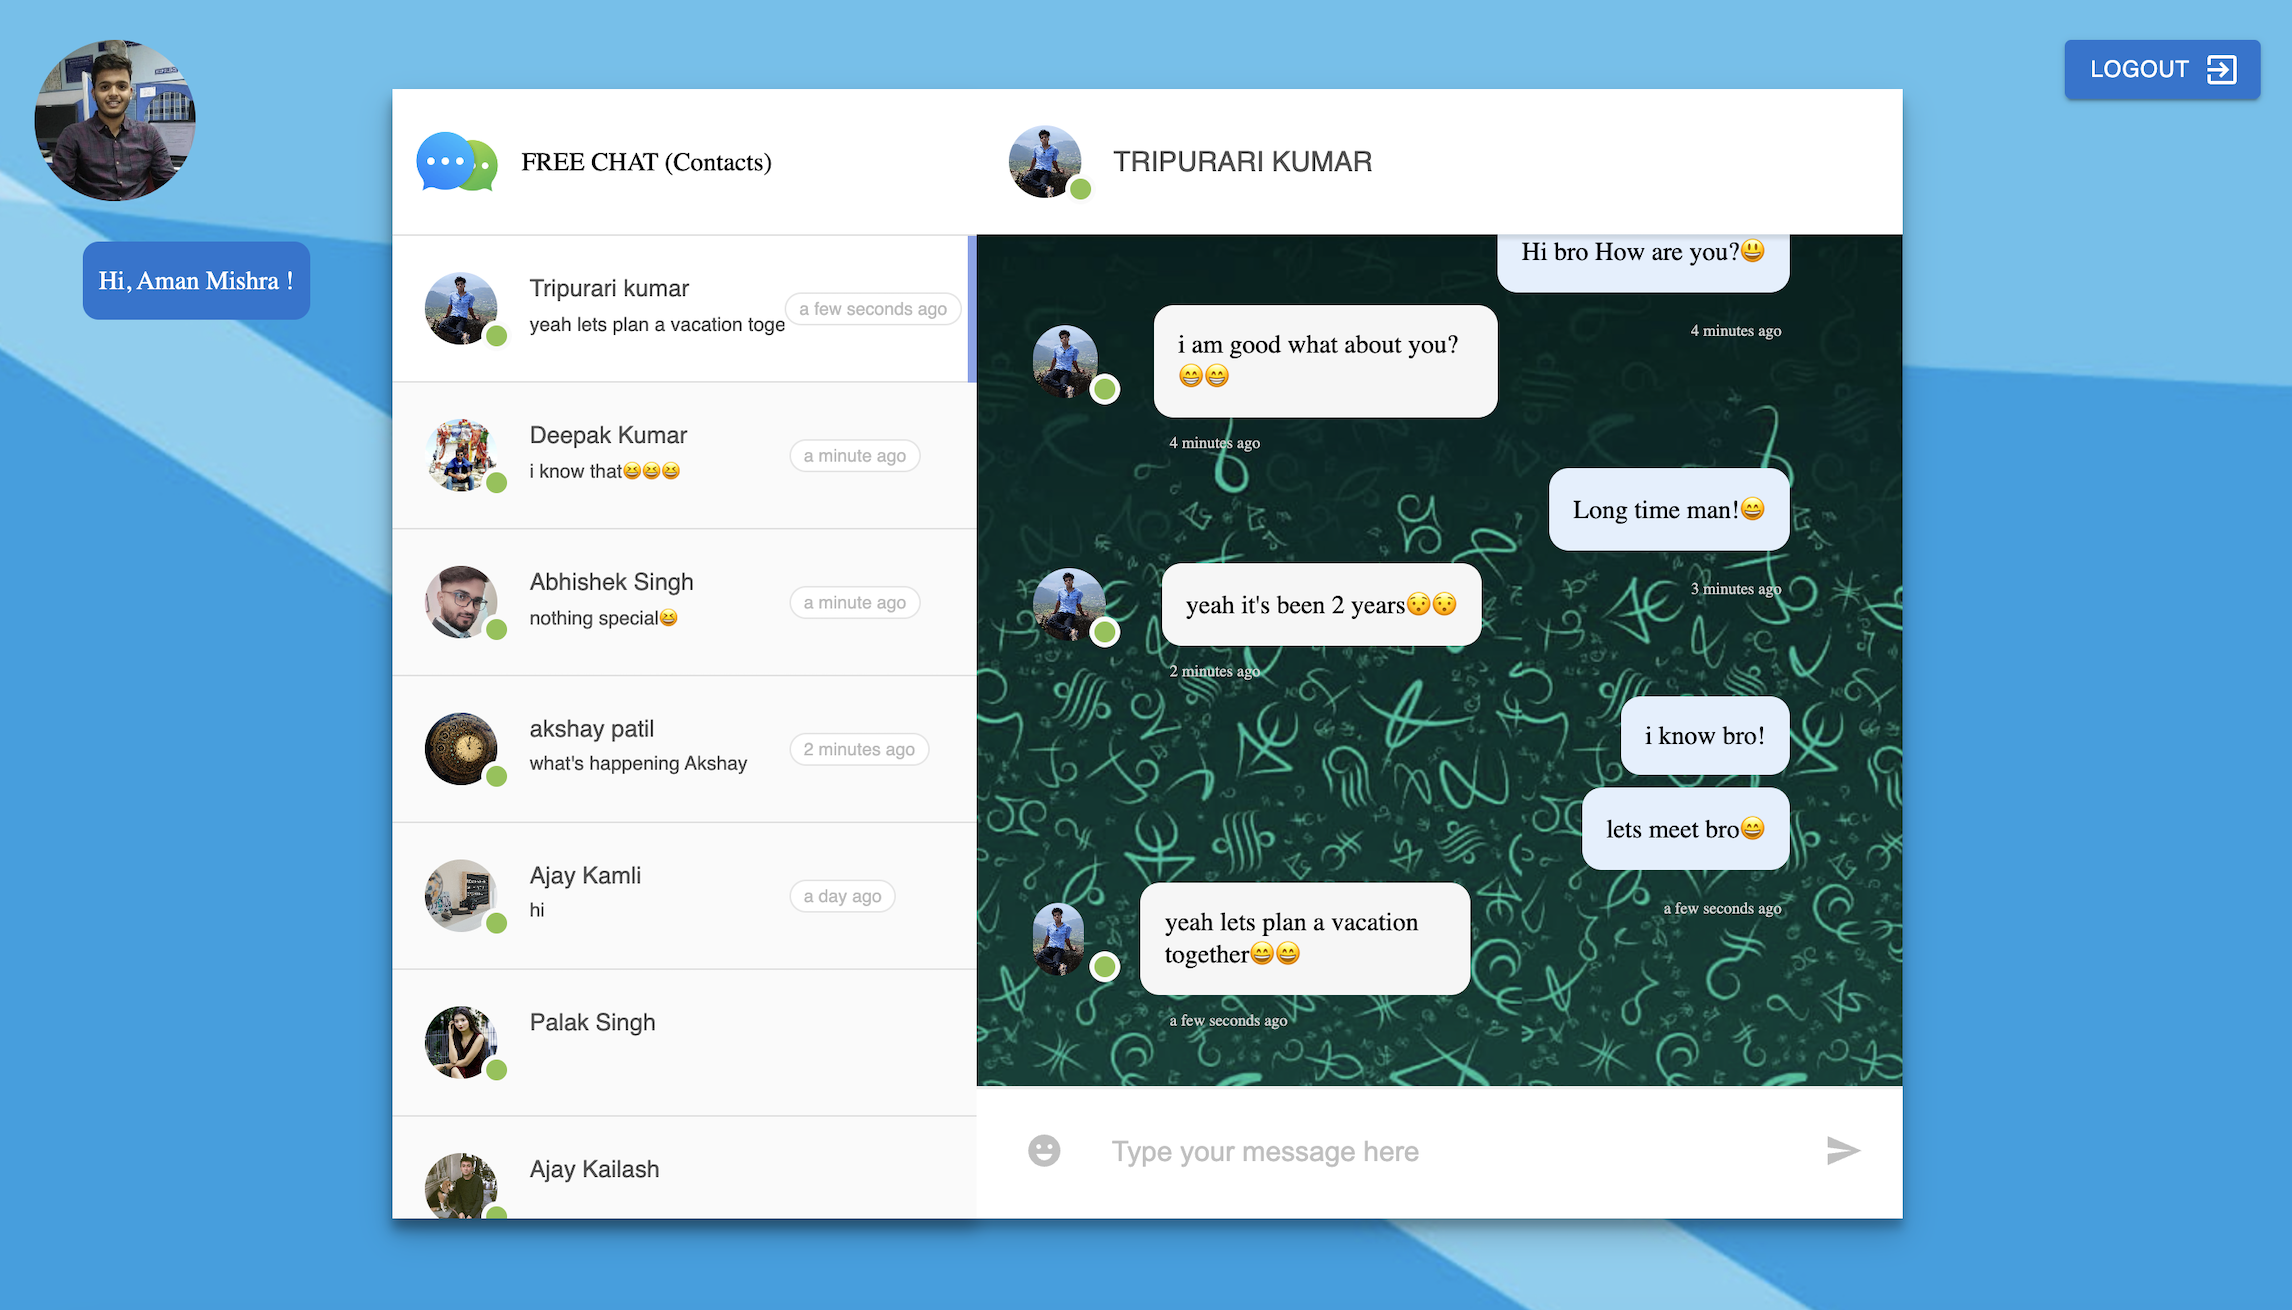 LOGOUT
Hi, Aman Mishra !
FREE CHAT (Contacts)
Tripurari kumar
yeah lets plan a vacation toge
a few seconds ago
Deepak Kumar
i know that😆😆😆
a minute ago
Abhishek Singh
nothing special😆
a minute ago
akshay patil
what's happening Akshay
2 minutes ago
Ajay Kamli
hi
a day ago
Palak Singh
Ajay Kailash
TRIPURARI KUMAR
Hi bro How are you?😃
4 minutes ago
i am good what about you?
😁😁
4 minutes ago
Long time man!😄
3 minutes ago
yeah it's been 2 years😯😯
2 minutes ago
i know bro!
lets meet bro😄
a few seconds ago
yeah lets plan a vacation
together😄😄
a few seconds ago
Type your message here